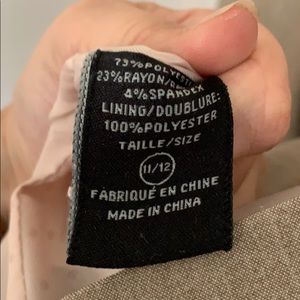 73%POLYESTER
23%RAYON/
4%SPANDEX
LINING/DOUBLURE:
100%POLYESTER
TAILLE/SIZE
11/12
FABRIQUÉ EN CHINE
MADE IN CHINA